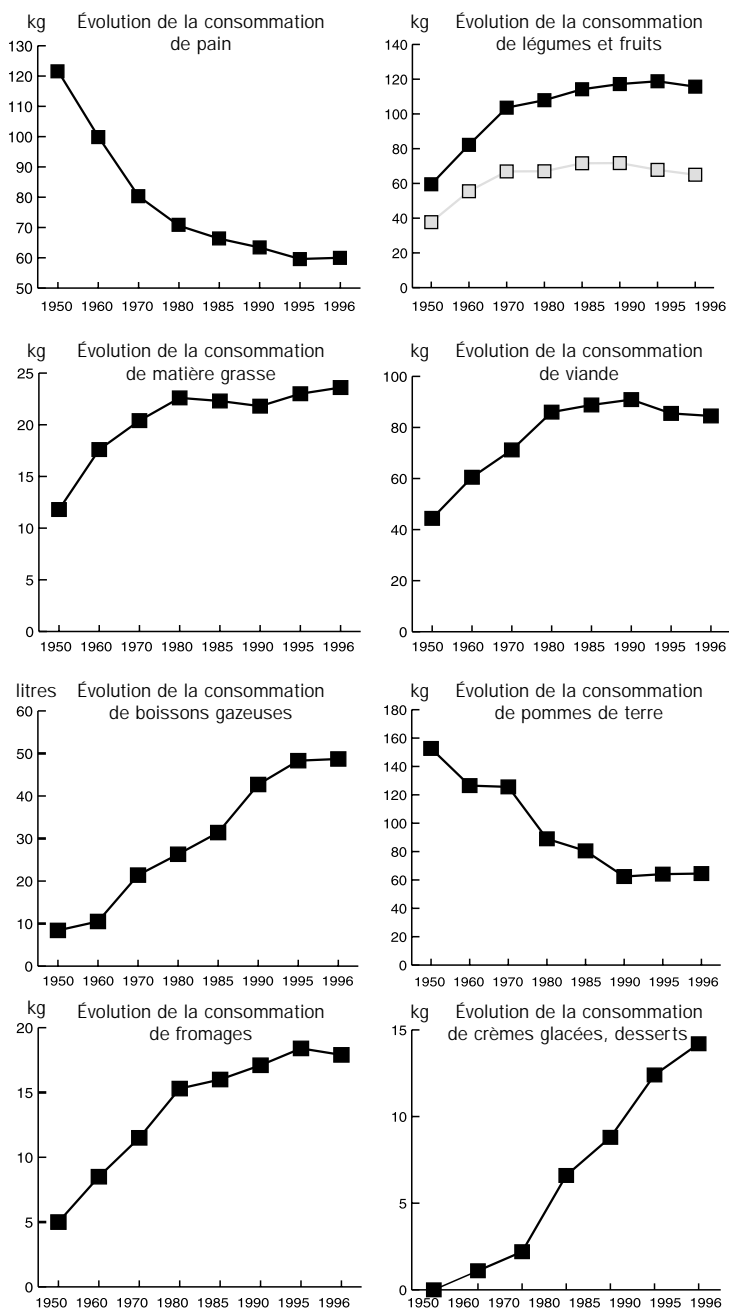 kg Évolution de la consommation
de pain
130
120
110
100
90
80
70
60
50
1950 1960 1970 1980 1985 1990 1995 1996
kg Évolution de la consommation
de légumes et fruits
140
120
100
80
60
40
20
0
1950 1960 1970 1980 1985 1990 1995 1996
kg Évolution de la consommation
de matière grasse
25
20
15
10
5
0
1950 1960 1970 1980 1985 1990 1995 1996
kg Évolution de la consommation
de viande
100
80
60
40
20
0
1950 1960 1970 1980 1985 1990 1995 1996
litres Évolution de la consommation
de boissons gazeuses
60
50
40
30
20
10
0
1950 1960 1970 1980 1985 1990 1995 1996
kg Évolution de la consommation
de pommes de terre
180
160
140
120
100
80
60
40
20
0
1950 1960 1970 1980 1985 1990 1995 1996
kg Évolution de la consommation
de fromages
20
15
10
5
0
1950 1960 1970 1980 1985 1990 1995 1996
kg Évolution de la consommation
de crèmes glacées, desserts
15
10
5
0
1950 1960 1970 1980 1985 1990 1995 1996